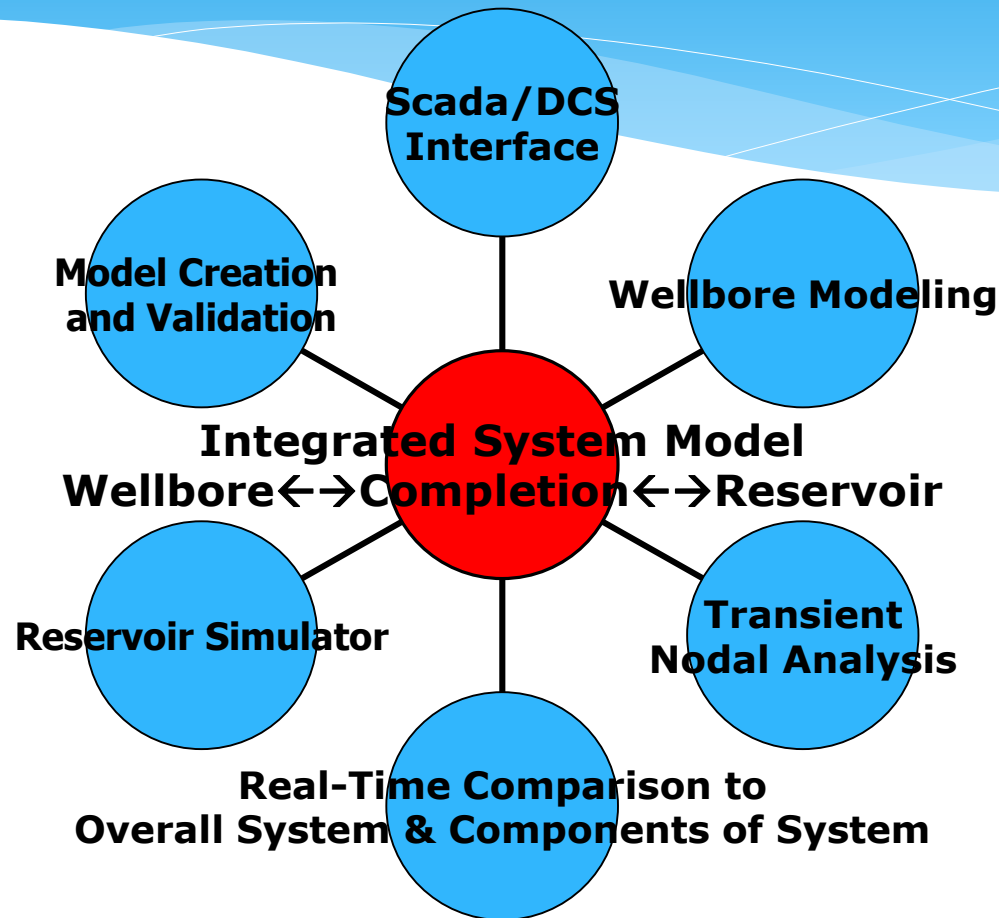 Scada/DCS
Interface
Model Creation
and Validation
Wellbore Modeling
Integrated System Model
Wellbore←→Completion←→Reservoir
Reservoir Simulator
Transient
Nodal Analysis
Real-Time Comparison to
Overall System & Components of System